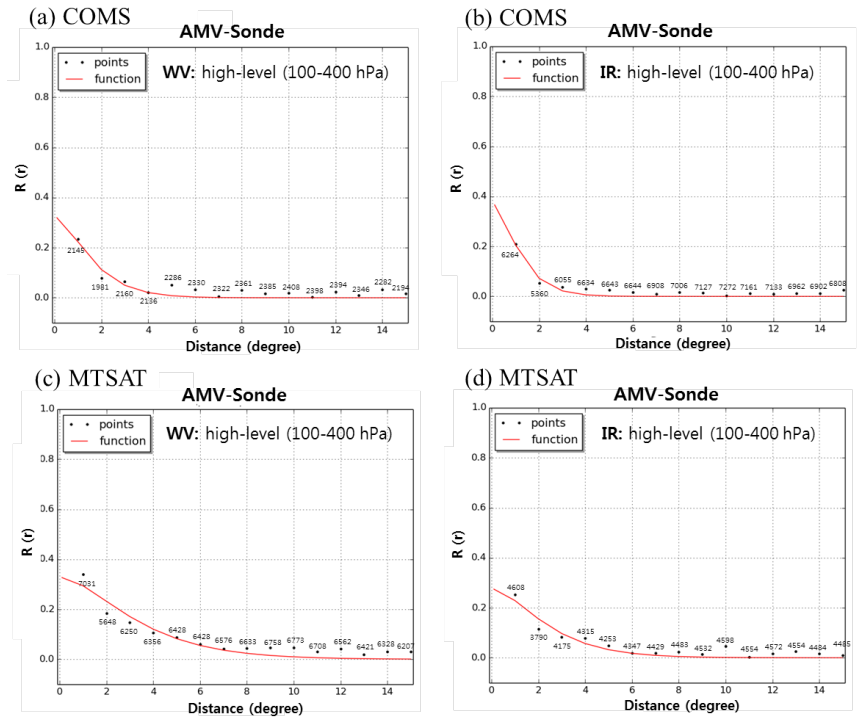 (a) COMS
AMV-Sonde
points
function
WV: high-level (100-400 hPa)
R (r)
1.0
0.8
0.6
0.4
0.2
0.0
2145
1981
2160
2136
2286
2330
2322
2361
2385
2408
2398
2394
2346
2282
2194
0 2 4 6 8 10 12 14
Distance (degree)
(b) COMS
AMV-Sonde
points
function
IR: high-level (100-400 hPa)
R (r)
1.0
0.8
0.6
0.4
0.2
0.0
6264
5360
6055
6634
6643
6644
6908
7006
7127
7272
7161
7133
6962
6902
6808
0 2 4 6 8 10 12 14
Distance (degree)
(c) MTSAT
AMV-Sonde
points
function
WV: high-level (100-400 hPa)
R (r)
1.0
0.8
0.6
0.4
0.2
0.0
7031
5648
6250
6356
6428
6428
6576
6633
6758
6773
6708
6562
6421
6328
6207
0 2 4 6 8 10 12 14
Distance (degree)
(d) MTSAT
AMV-Sonde
points
function
IR: high-level (100-400 hPa)
R (r)
1.0
0.8
0.6
0.4
0.2
0.0
4608
3790
4175
4315
4253
4347
4429
4483
4532
4598
4554
4572
4554
4484
4485
0 2 4 6 8 10 12 14
Distance (degree)